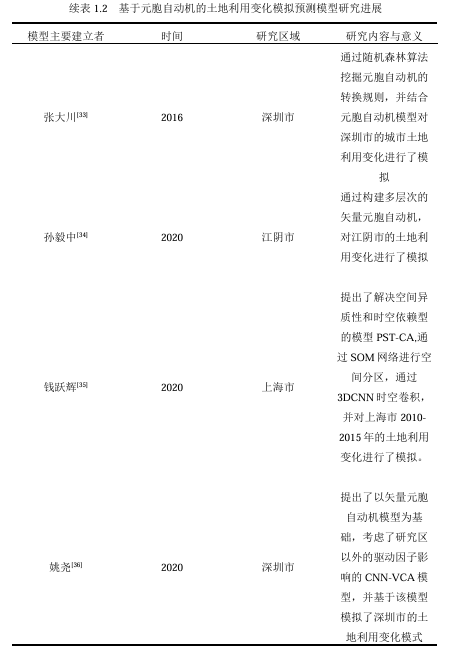 续表 1.2 基于元胞自动机的土地利用变化模拟预测模型研究进展
模型主要建立者 时间 研究区域 研究内容与意义
通过随机森林算法
挖掘元胞自动机的
转换规则，并结合
张大川[33] 2016 深圳市 元胞自动机模型对
深圳市的城市土地
利用变化进行了模
拟
通过构建多层次的
矢量元胞自动机，
孙毅中[34] 2020 江阴市 对江阴市的土地利
用变化进行了模拟
提出了解决空间异
质性和时空依赖型
的模型 PST-CA,通
过 SOM 网络进行空
钱跃辉[35] 2020 上海市 间分区，通过
3DCNN 时空卷积，
并对上海市 2010-
2015 年的土地利用
变化进行了模拟。
提出了以矢量元胞
自动机模型为基
础，考虑了研究区
以外的驱动因子影
姚尧[36] 2020 深圳市 响的 CNN-VCA 模
型，并基于该模型
模拟了深圳市的土
地利用变化模式